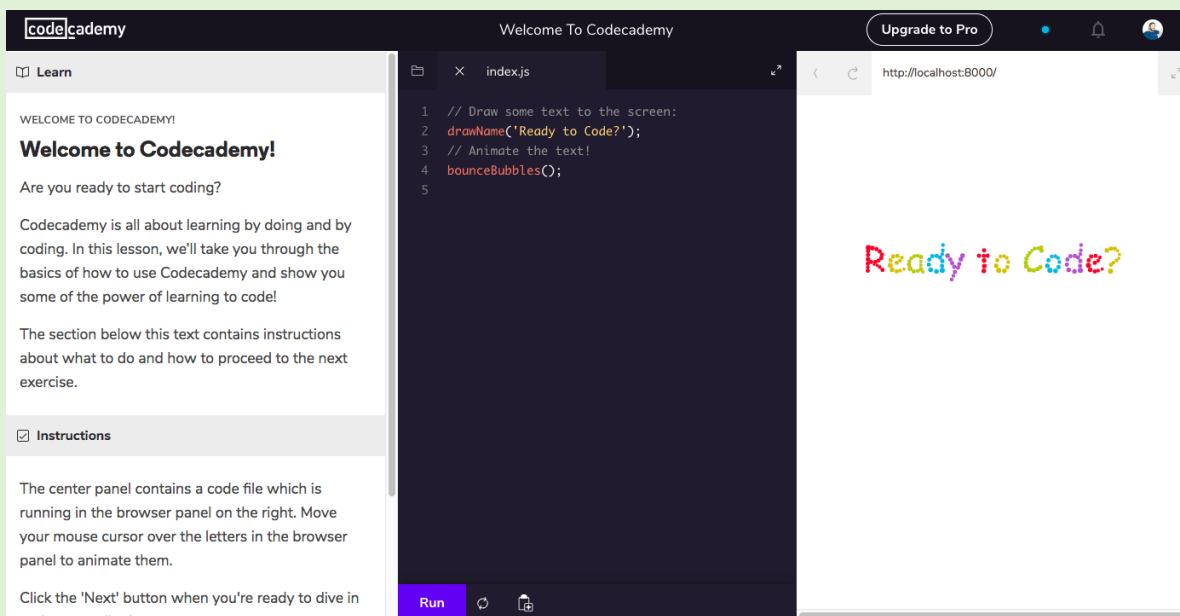 codecademy
Welcome To Codecademy
Upgrade to Pro
Learn
WELCOME TO CODECADEMY!
Welcome to Codecademy!
Are you ready to start coding?
Codecademy is all about learning by doing and by
coding. In this lesson, we'll take you through the
basics of how to use Codecademy and show you
some of the power of learning to code!
The section below this text contains instructions
about what to do and how to proceed to the next
exercise.
Instructions
The center panel contains a code file which is
running in the browser panel on the right. Move
your mouse cursor over the letters in the browser
panel to animate them.
Click the 'Next' button when you're ready to dive in
index.js
1 // Draw some text to the screen:
2 drawName('Ready to Code?');
3 // Animate the text!
4 bounceBubbles();
5
Run
http://localhost:8000/
Ready to Code?